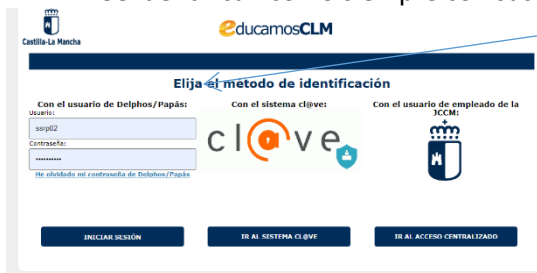 Castilla-La Mancha
educamosCLM
Elija el método de identificación
Con el usuario de Delphos/Papás:
Usuario:
ssrp02
Contraseña:
••••••••••
He olvidado mi contraseña de Delphos/Papás
INICIAR SESIÓN
Con el sistema cl@ve:
cl@ve
IR AL SISTEMA CL@VE
Con el usuario de empleado de la
JCCM:
IR AL ACCESO CENTRALIZADO